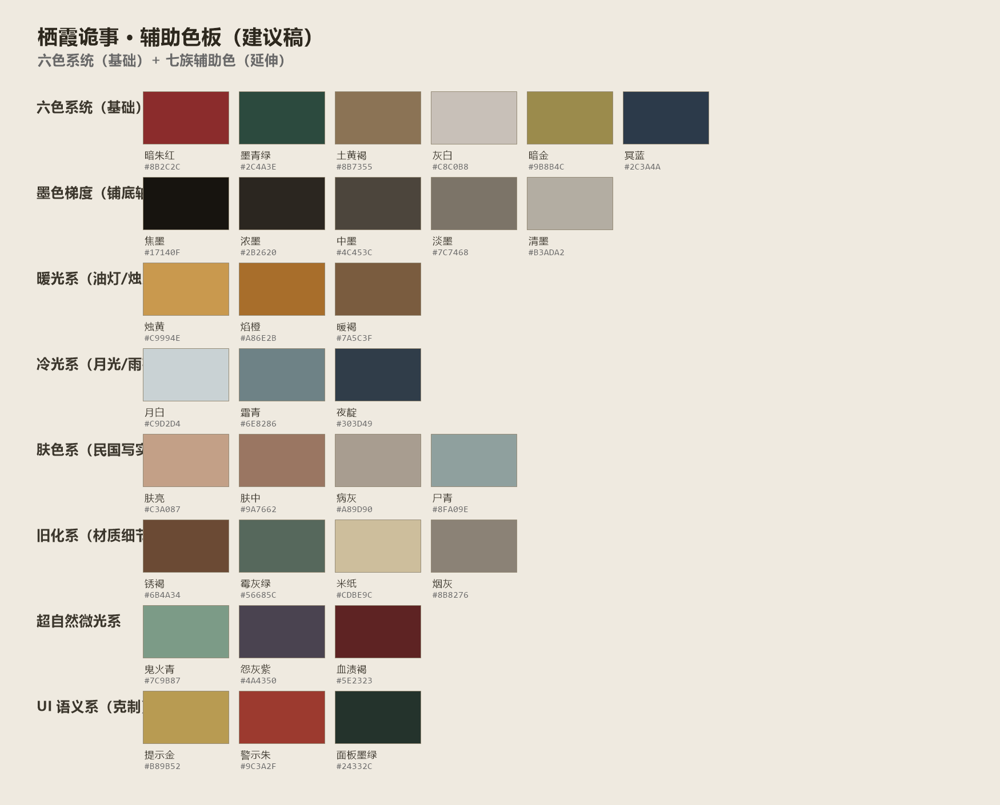 栖霞诡事·辅助色板（建议稿）
六色系统（基础）+ 七族辅助色（延伸）
六色系统（基础）
暗朱红 墨青绿 土黄褐 灰白 暗金 冥蓝
#8B2C2C #2C4A3E #8B7355 #C8C0B8 #9B8B4C #2C3A4A
墨色梯度（铺底
焦墨 浓墨 中墨 淡墨 清墨
#17140F #2B2620 #4C453C #7C7468 #B3ADA2
暖光系（油灯/烛
烛黄 焰橙 暖褐
#C9994E #A86E2B #7A5C3F
冷光系（月光/雨
月白 霜青 夜靛
#C9D2D4 #6E8286 #303D49
肤色系（民国写实
肤亮 肤中 病灰 尸青
#C3A087 #9A7662 #A89D90 #8FA09E
旧化系（材质细节
锈褐 霉灰绿 米纸 烟灰
#6B4A34 #56685C #CDBE9C #8B8276
超自然微光系
鬼火青 怨灰紫 血渍褐
#7C9B87 #4A4350 #5E2323
UI 语义系（克制）
提示金 警示朱 面板墨绿
#B89B52 #9C3A2F #24332C